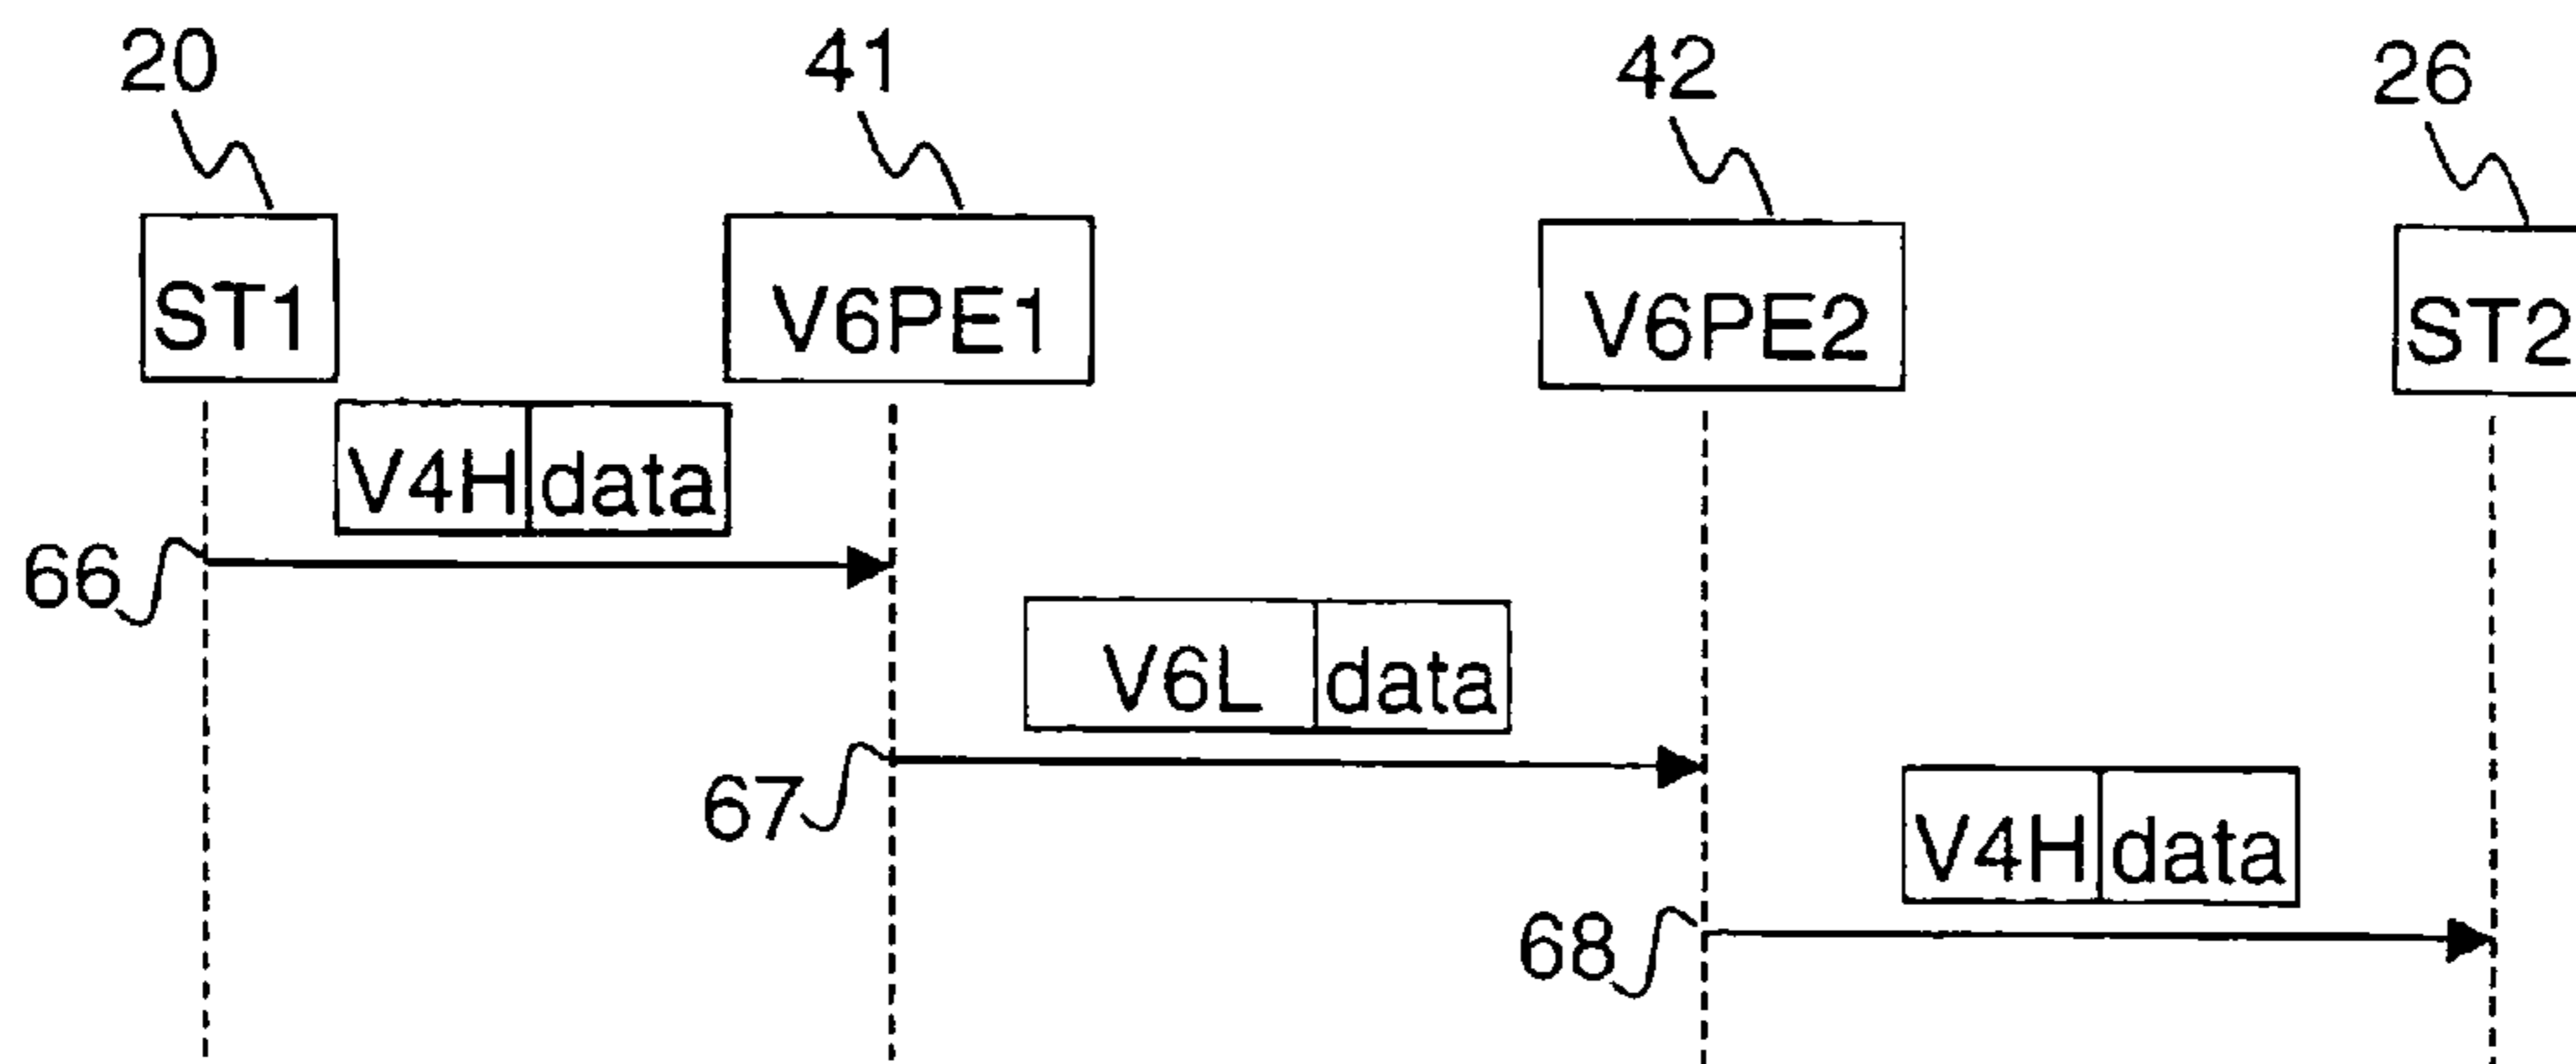 20 41 42 26
ST1 V6PE1 V6PE2 ST2
V4H data
66
V6L data
67
V4H data
68